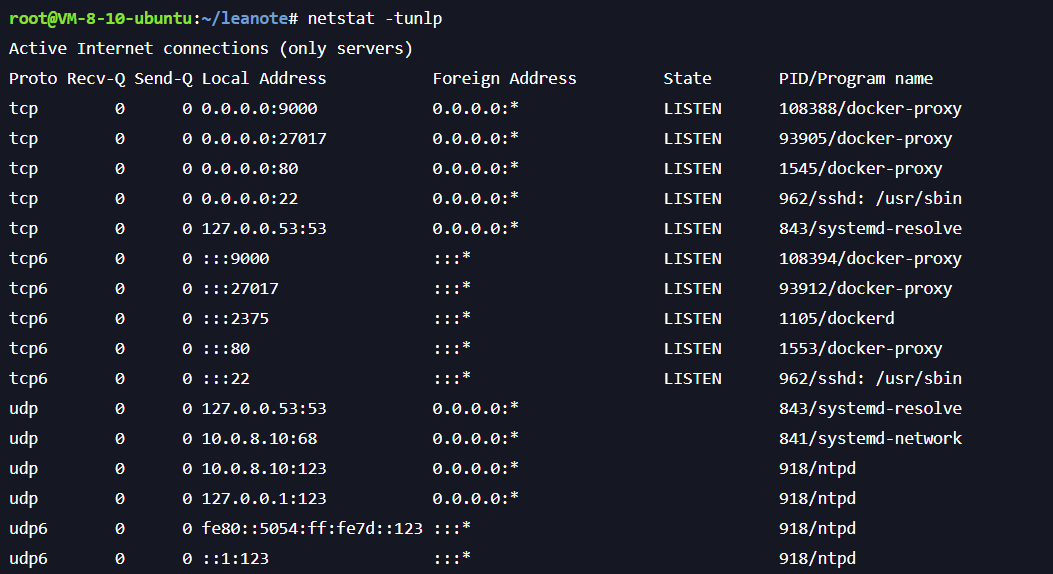 root@VM-8-10-ubuntu:~/leanote# netstat -tunlp
Active Internet connections (only servers)
Proto Recv-Q Send-Q Local Address           Foreign Address         State       PID/Program name
tcp        0      0 0.0.0.0:9000            0.0.0.0:*               LISTEN      108388/docker-proxy
tcp        0      0 0.0.0.0:27017           0.0.0.0:*               LISTEN      93905/docker-proxy
tcp        0      0 0.0.0.0:80              0.0.0.0:*               LISTEN      1545/docker-proxy
tcp        0      0 0.0.0.0:22              0.0.0.0:*               LISTEN      962/sshd: /usr/sbin
tcp        0      0 127.0.0.53:53           0.0.0.0:*               LISTEN      843/systemd-resolve
tcp6       0      0 :::9000                 :::*                    LISTEN      108394/docker-proxy
tcp6       0      0 :::27017                :::*                    LISTEN      93912/docker-proxy
tcp6       0      0 :::2375                 :::*                    LISTEN      1105/dockerd
tcp6       0      0 :::80                   :::*                    LISTEN      1553/docker-proxy
tcp6       0      0 :::22                   :::*                    LISTEN      962/sshd: /usr/sbin
udp        0      0 127.0.0.53:53           0.0.0.0:*                           843/systemd-resolve
udp        0      0 10.0.8.10:68            0.0.0.0:*                           841/systemd-network
udp        0      0 10.0.8.10:123           0.0.0.0:*                           918/ntpd
udp        0      0 127.0.0.1:123           0.0.0.0:*                           918/ntpd
udp6       0      0 fe80::5054:ff:fe7d::123 :::*                                918/ntpd
udp6       0      0 ::1:123                 :::*                                918/ntpd